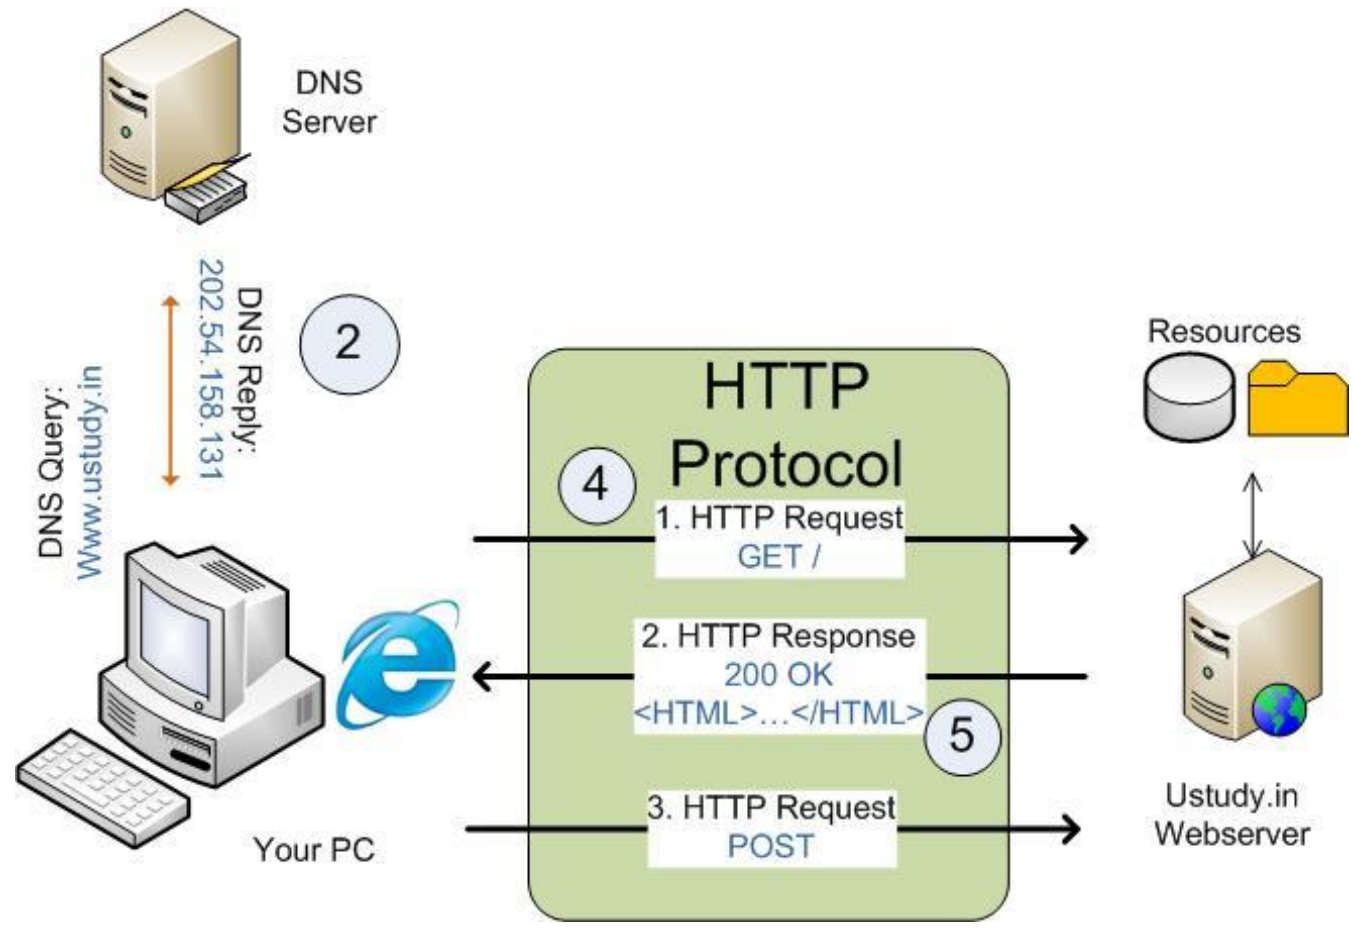 DNS
Server
DNS Reply:
202.54.158.131
2
DNS Query:
Www.ustudy.in
HTTP
Protocol
4
1. HTTP Request
GET /
2. HTTP Response
200 OK
<HTML>...</HTML>
5
3. HTTP Request
POST
Your PC
Resources
Ustudy.in
Webserver